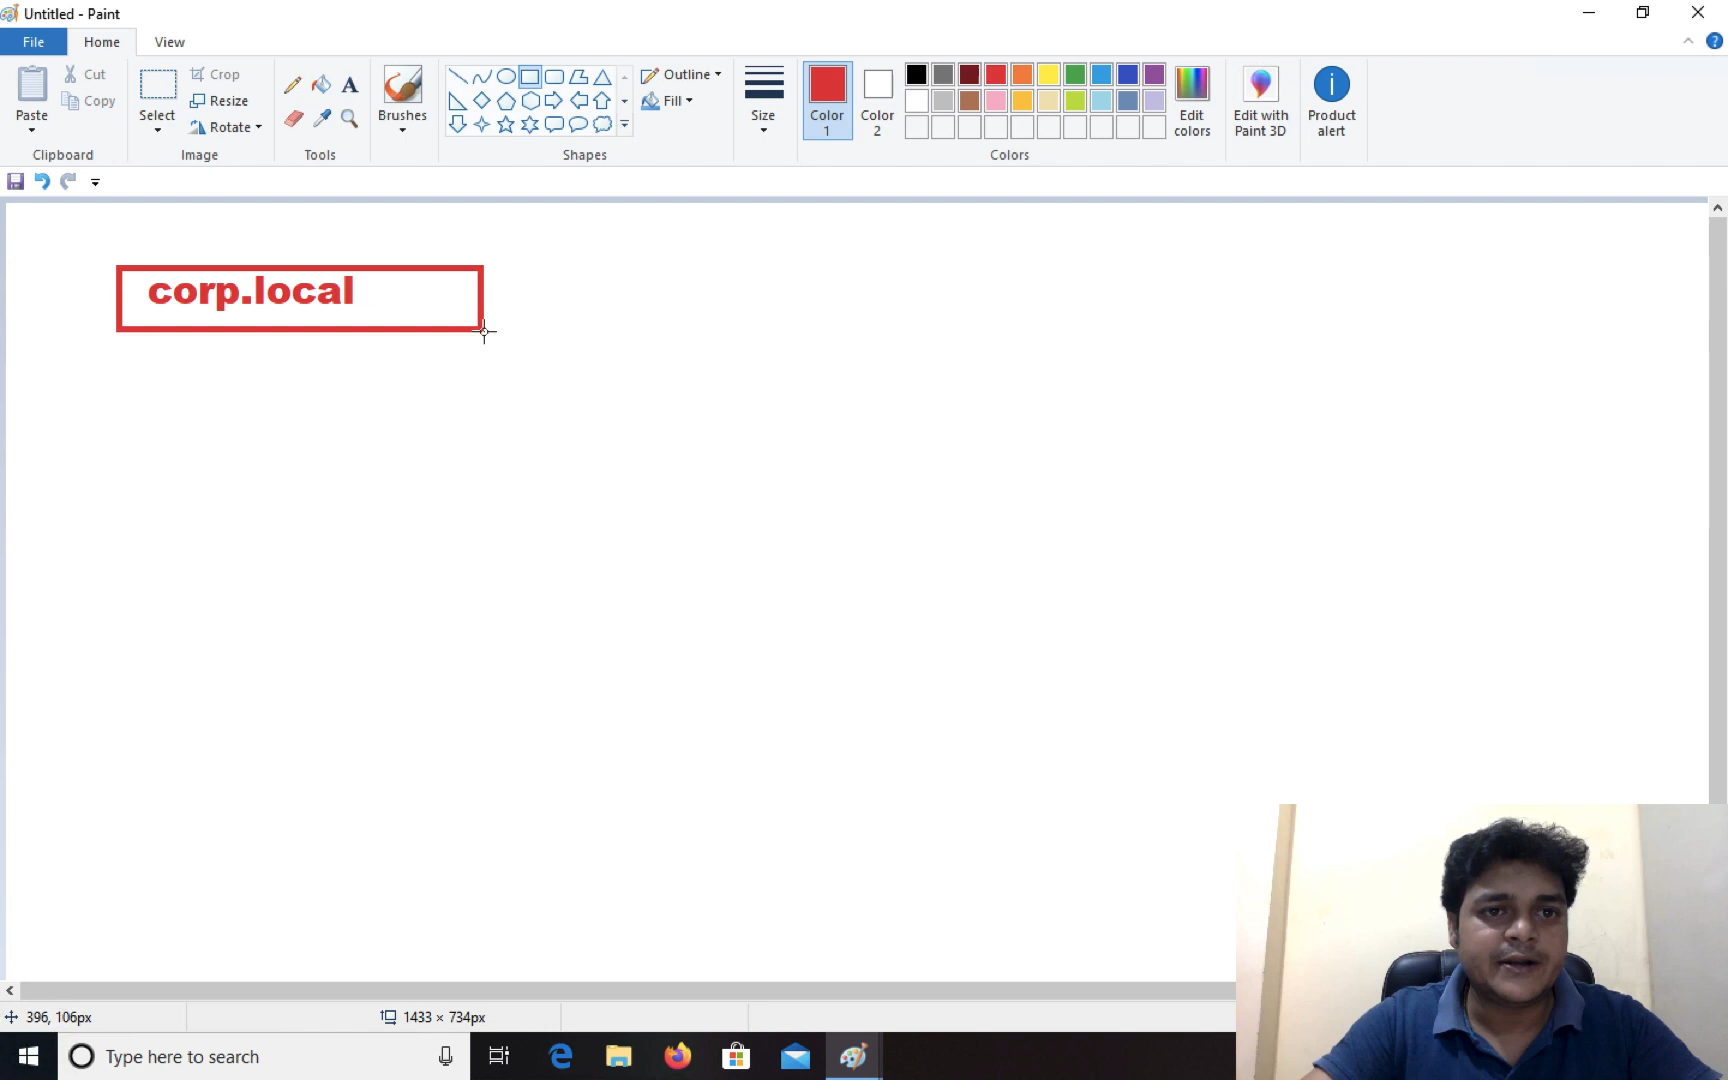 Untitled - Paint
File
Home
View
Paste
Cut
Copy
Clipboard
Select
Crop
Resize
Rotate
Image
A
Tools
Brushes
Outline
Fill
Shapes
Size
Color 1
Color 2
Edit colors
Colors
Edit with Paint 3D
Product alert
corp.local
396, 106px
1433 × 734px
Type here to search